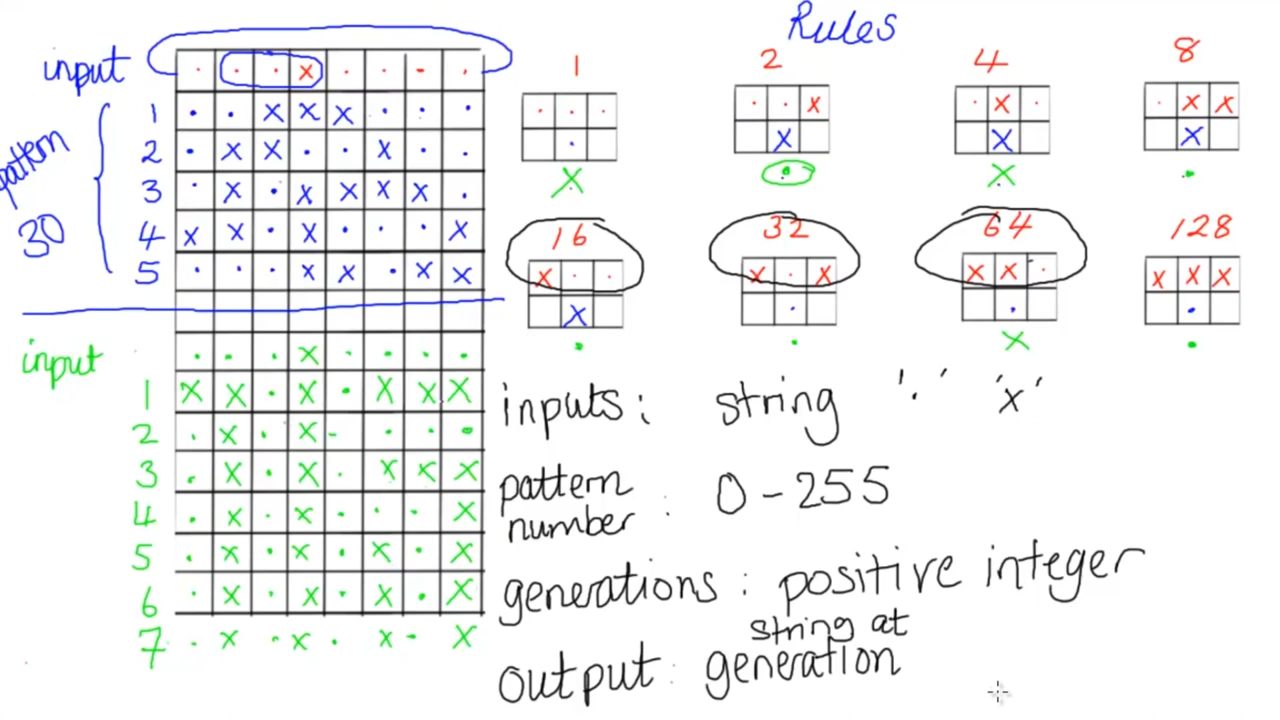 Rules
input
. . . x . . . .
pattern
30
1 . . x x x . . .
2 . x x . . x . .
3 . x . x x x x .
4 x x . x . . . x
5 . . . x x . x x
1
. . .
.
x
2
. . x
x
.
4
. x .
x
x
8
. x x
x
.
16
x . .
x
.
32
x . x
.
.
64
x x .
.
x
128
x x x
.
.
input
. . . x . . . .
1 x x . x . x x x
2 . x . x - . . .
3 . x . x . x x x
4 . x . x . . . x
5 . x . x . x . x
6 . x . x . x . x
7 . x . x . x . x
inputs: string '.' 'x'
pattern
number : 0 - 255
generations : positive integer
string at
output : generation